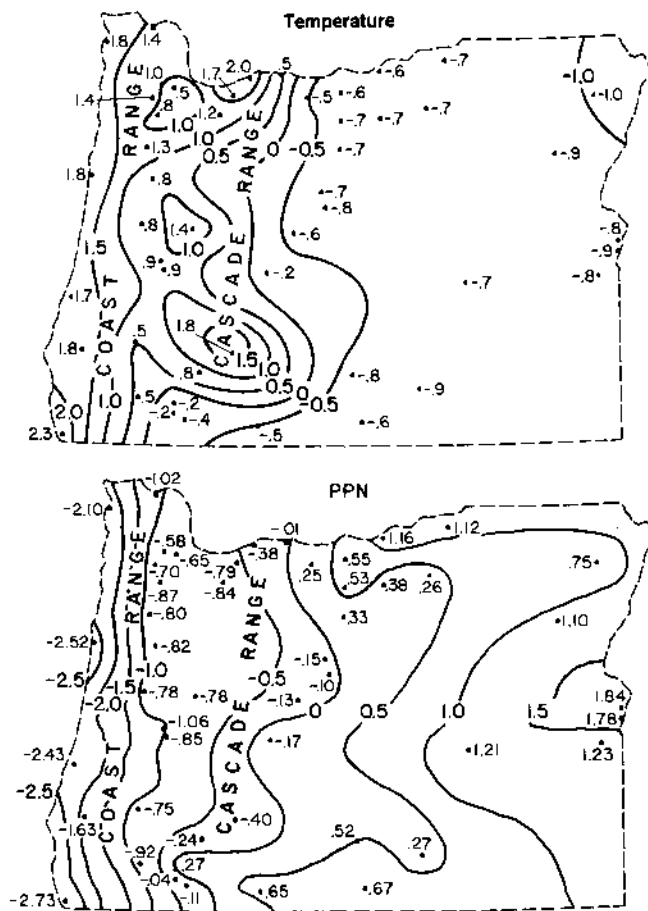 Temperature
1.8 1.4 2.0 .5
1.0 .5 1.7 -.6 -.7 -1.0
1.4 .8 1.2 -.5 -.6 -.7 -1.0
1.0 1.0 -.7 -.7
1.3 0.5 0 -0.5 -.7 -.9
1.8 .8
-.7
-.8
.8 1.4 -.6 -.8
1.5 1.0 -.9
.9 .9 -.2 -.7 -.8
1.7
.5 1.8
1.8 1.5 1.0
.8 0.5 0 -0.5 -.8
1.0 .5 -.2 -.9
2.0 -.2 -.4 -.6
2.3 -.5
COAST RANGE
CASCADE RANGE
PPN
-1.02
-2.10 -.01 1.16 1.12
-.58 -.65 -.38
-.70 -.79 .25 .55 .75
-.87 -.84 .53 .38 .26
-.80 .33 1.10
-2.52 -.82
-2.5 -1.0 -.15
-1.5 -.78 -.78 -0.5 -.10
-2.0 -.13 0 0.5 1.0 1.5 1.84
-1.06 1.78
-.85 -.17 1.21 1.23
-2.43
-2.5
-.75 -.40
-1.63 -.24 .52
-.92 .27 .27
-.04
-2.73 -.11 .65 .67
COAST RANGE
CASCADE RANGE